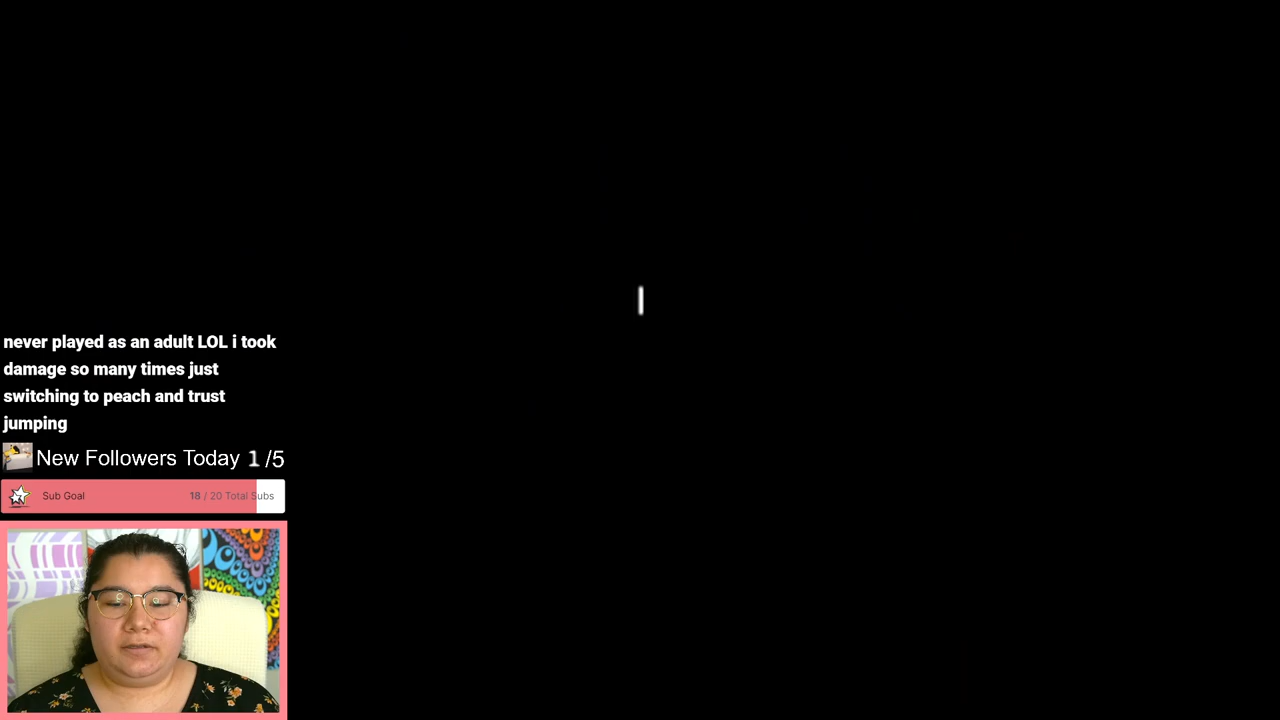 never played as an adult LOL i took
damage so many times just
switching to peach and trust
jumping
New Followers Today 1 /5
Sub Goal 18 / 20 Total Subs